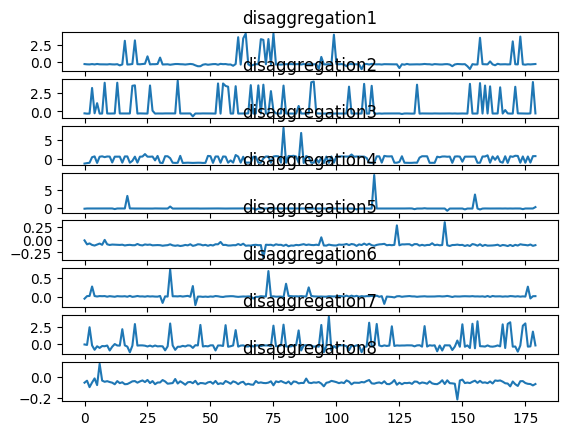 disaggregation1
2.5
0.0
disaggregation2
2.5
0.0
disaggregation3
5
0
disaggregation4
5
0
disaggregation5
0.25
0.00
−0.25
disaggregation6
0.5
0.0
disaggregation7
2.5
0.0
disaggregation8
0.0
−0.2
0 25 50 75 100 125 150 175